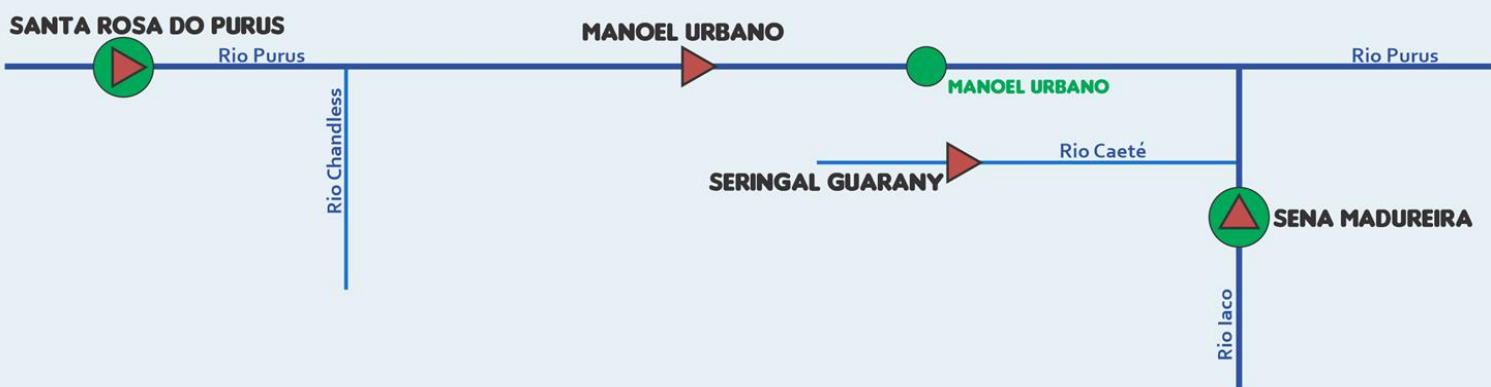 SANTA ROSA DO PURUS
MANOEL URBANO
Rio Purus
Rio Purus
MANOEL URBANO
Rio Chandless
Rio Caeté
SERINGAL GUARANY
SENA MADUREIRA
Rio Iaco